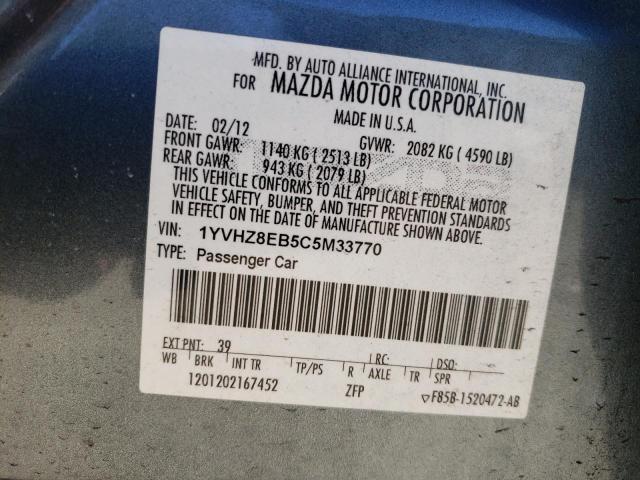 MFD. BY AUTO ALLIANCE INTERNATIONAL, INC.
FOR MAZDA MOTOR CORPORATION
MADE IN U.S.A.
DATE: 02/12 GVWR: 2082 KG (4590 LB)
FRONT GAWR: 1140 KG (2513 LB)
REAR GAWR: 943 KG (2079 LB)
THIS VEHICLE CONFORMS TO ALL APPLICABLE FEDERAL MOTOR
VEHICLE SAFETY, BUMPER, AND THEFT PREVENTION STANDARDS
IN EFFECT ON THE DATE OF MANUFACTURE SHOWN ABOVE.
VIN: 1YVHZ8EB5C5M33770
TYPE: Passenger Car
EXT PNT: 39 RC: DSO:
WB BRK INT TR TP/PS R AXLE TR SPR
1201202167452 ZFP ▽F85B-1520472-AB